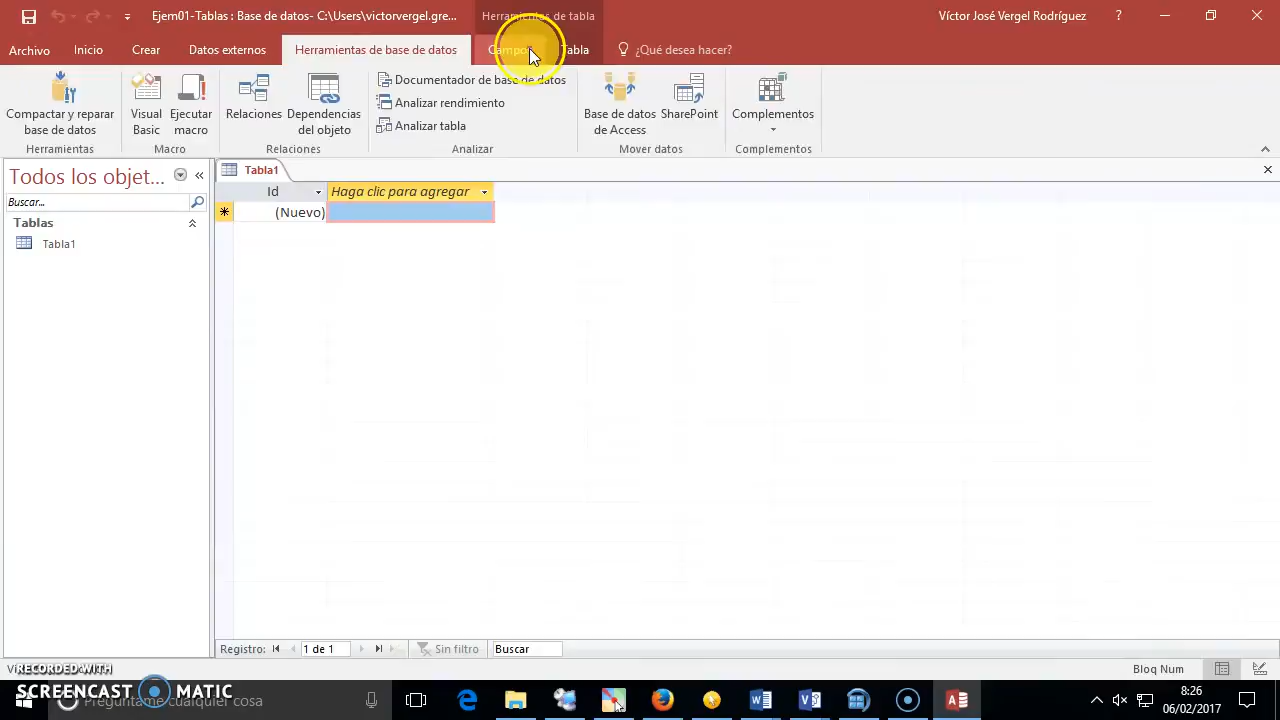 Ejem01-Tablas : Base de datos- C:\Users\victorvergel.gre...
Herramientas de tabla
Víctor José Vergel Rodríguez
?
Archivo
Inicio
Crear
Datos externos
Herramientas de base de datos
Campos
Tabla
¿Qué desea hacer?
Compactar y reparar
base de datos
Herramientas
Visual
Basic
Ejecutar
macro
Macro
Relaciones
Dependencias
del objeto
Relaciones
Documentador de base de datos
Analizar rendimiento
Analizar tabla
Analizar
Base de datos
de Access
SharePoint
Mover datos
Complementos
Complementos
Todos los objet...
Buscar...
Tablas
Tabla1
Tabla1
Id
Haga clic para agregar
(Nuevo)
Registro:
1 de 1
Sin filtro
Buscar
Bloq Num
RECORDED WITH
SCREENCAST MATIC
Pregúntame cualquier cosa
8:26
06/02/2017